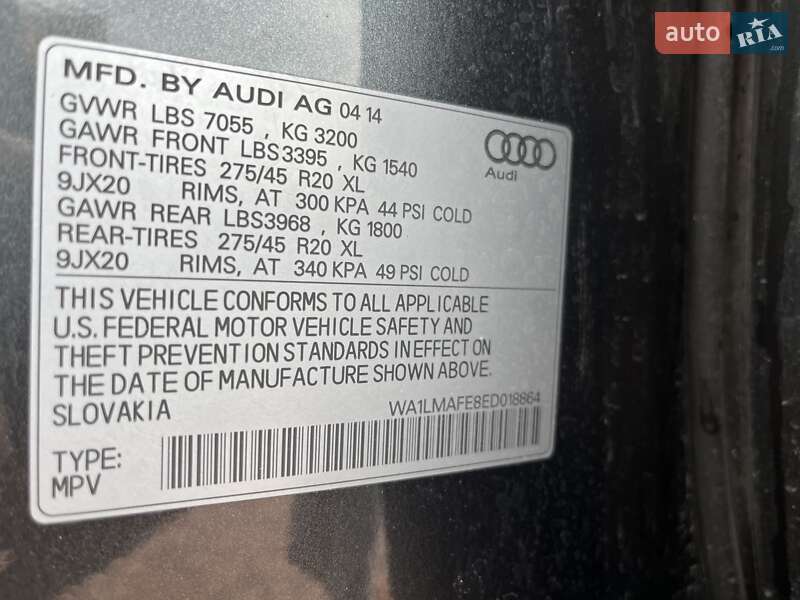 auto RIA
.com
MFD. BY AUDI AG 04 14
GVWR LBS 7055 , KG 3200
GAWR FRONT LBS3395 , KG 1540
FRONT-TIRES 275/45 R20 XL
9JX20 RIMS, AT 300 KPA 44 PSI COLD
GAWR REAR LBS3968 , KG 1800
REAR-TIRES 275/45 R20 XL
9JX20 RIMS, AT 340 KPA 49 PSI COLD
Audi
THIS VEHICLE CONFORMS TO ALL APPLICABLE
U.S. FEDERAL MOTOR VEHICLE SAFETY AND
THEFT PREVENTION STANDARDS IN EFFECT ON
THE DATE OF MANUFACTURE SHOWN ABOVE.
SLOVAKIA WA1LMAFE8ED018864
TYPE:
MPV